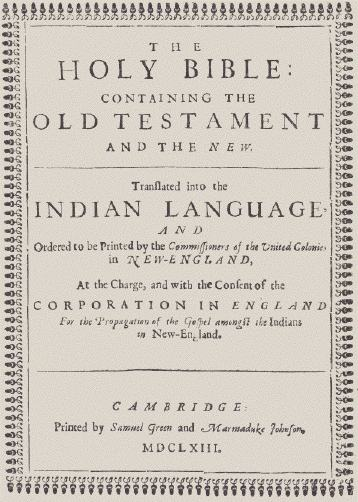 THE
HOLY BIBLE:
CONTAINING THE
OLD TESTAMENT
AND THE NEW.
Tranſlated into the
INDIAN LANGUAGE,
AND
Ordered to be Printed by the Commiſſioners of the United Colonies
in NEW-ENGLAND,
At the Charge, and with the Conſent of the
CORPORATION IN ENGLAND
For the Propagation of the Goſpel amongſt the Indians
in New-England.
CAMBRIDGE:
Printed by Samuel Green and Marmaduke Johnſon.
MDCLXIII.